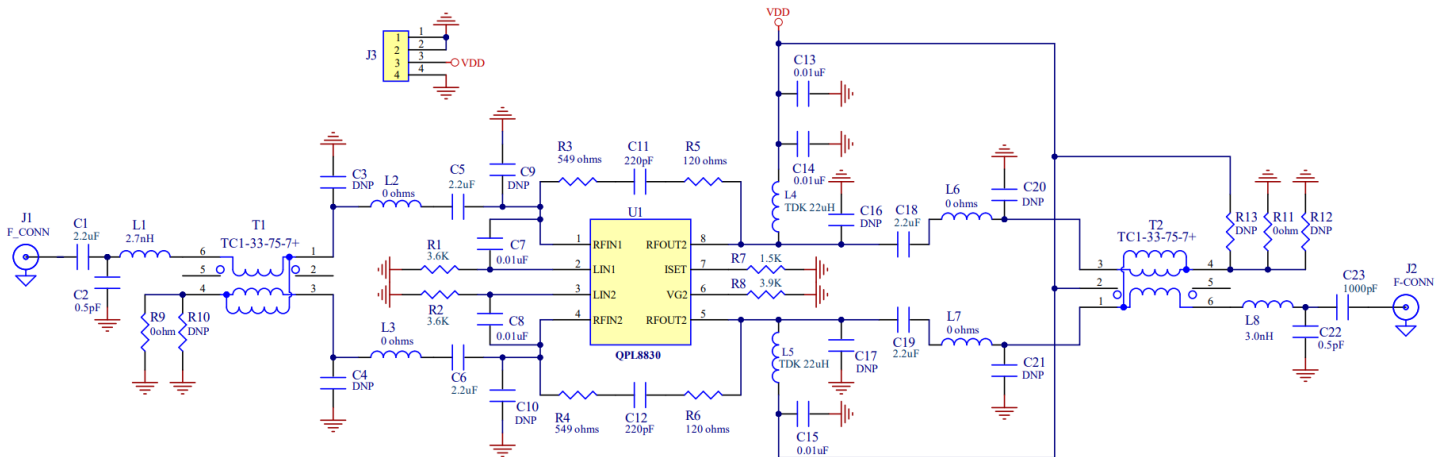 VDD
J3
1
2
3
4
1
2
3
4
VDD
J1
F_CONN
C1
2.2uF
L1
2.7nH
C2
0.5pF
R9
0ohm
R10
DNP
T1
TC1-33-75-7+
6
5
4
1
2
3
C3
DNP
C4
DNP
L2
0 ohms
L3
0 ohms
C5
2.2uF
C6
2.2uF
C9
DNP
C10
DNP
R1
3.6K
R2
3.6K
C7
0.01uF
C8
0.01uF
R3
549 ohms
C11
220pF
R5
120 ohms
R4
549 ohms
C12
220pF
R6
120 ohms
U1
1
RFIN1
RFOUT2
8
2
LIN1
ISET
7
3
LIN2
VG2
6
4
RFIN2
RFOUT2
5
QPL8830
R7
1.5K
R8
3.9K
C13
0.01uF
C14
0.01uF
L4
TDK 22uH
C16
DNP
L5
TDK 22uH
C17
DNP
C15
0.01uF
C18
2.2uF
C19
2.2uF
L6
0 ohms
L7
0 ohms
C20
DNP
C21
DNP
T2
TC1-33-75-7+
3
2
1
4
5
6
R13
DNP
R11
0ohm
R12
DNP
L8
3.0nH
C23
1000pF
C22
0.5pF
J2
F-CONN